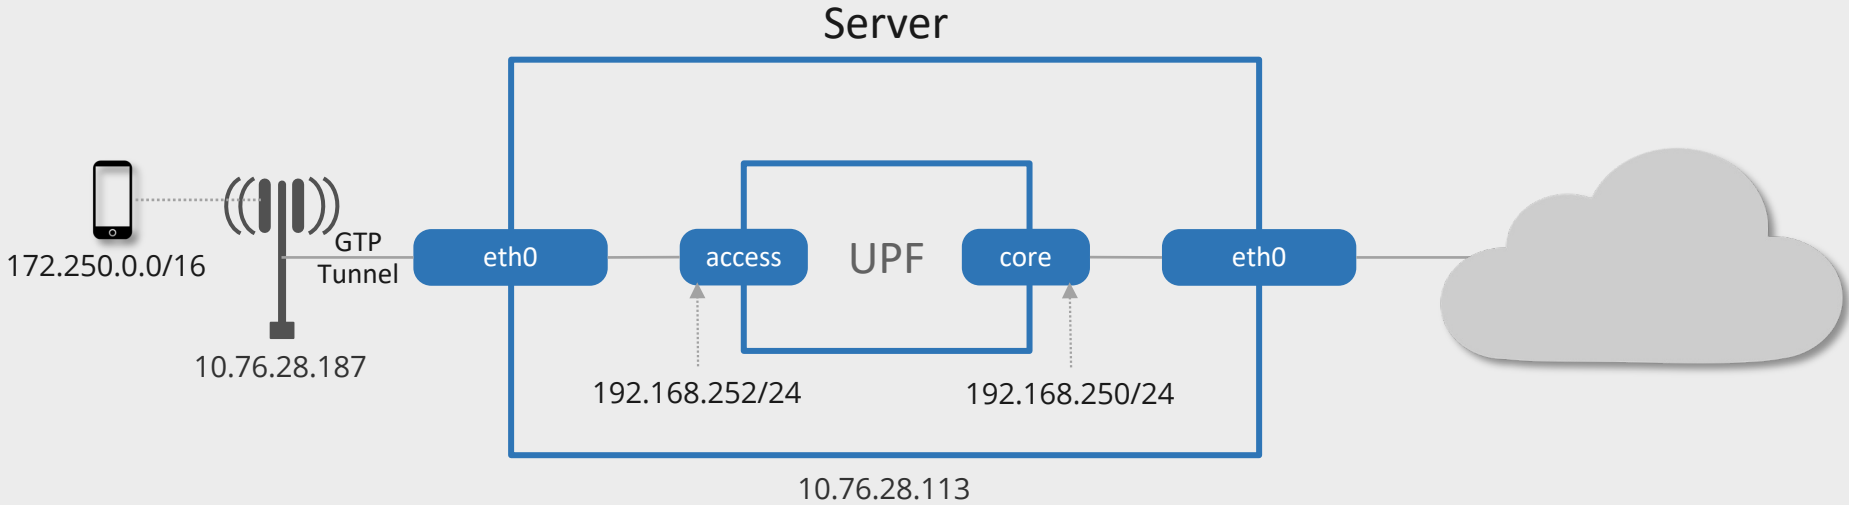 Server
172.250.0.0/16
10.76.28.187
GTP
Tunnel
eth0
access
UPF
core
eth0
192.168.252/24
192.168.250/24
10.76.28.113